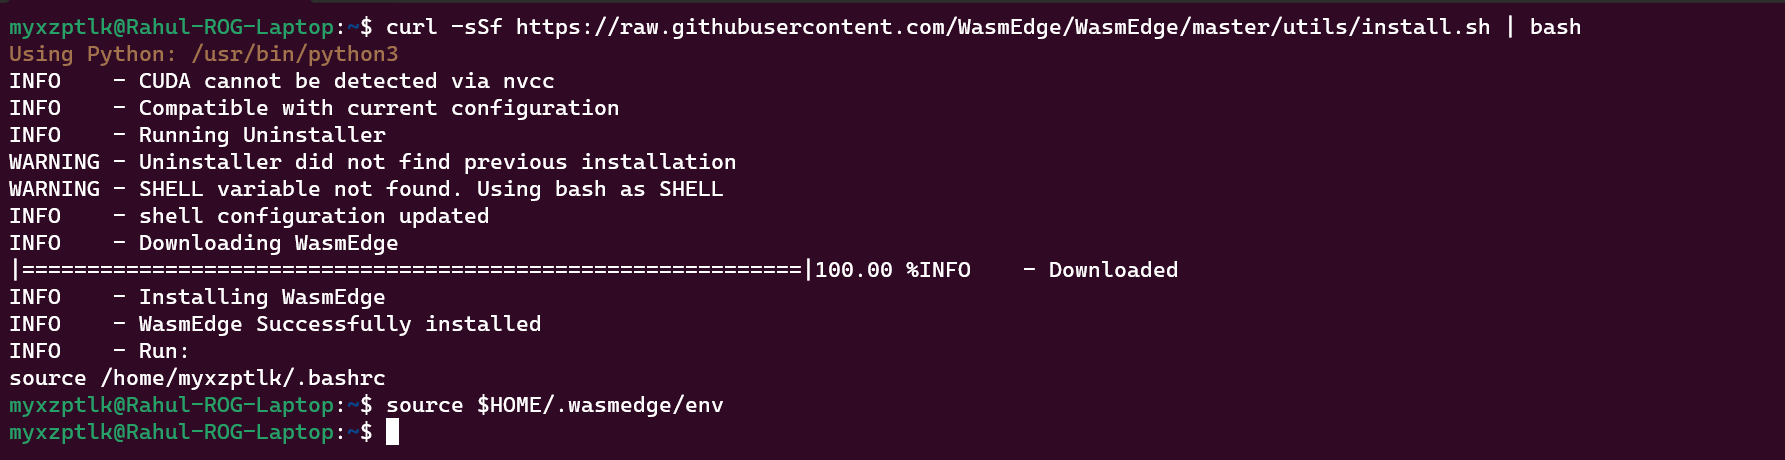 myxzptlk@Rahul-ROG-Laptop:~$ curl -sSf https://raw.githubusercontent.com/WasmEdge/WasmEdge/master/utils/install.sh | bash
Using Python: /usr/bin/python3
INFO    - CUDA cannot be detected via nvcc
INFO    - Compatible with current configuration
INFO    - Running Uninstaller
WARNING - Uninstaller did not find previous installation
WARNING - SHELL variable not found. Using bash as SHELL
INFO    - shell configuration updated
INFO    - Downloading WasmEdge
|============================================================|100.00 %INFO    - Downloaded
INFO    - Installing WasmEdge
INFO    - WasmEdge Successfully installed
INFO    - Run:
source /home/myxzptlk/.bashrc
myxzptlk@Rahul-ROG-Laptop:~$ source $HOME/.wasmedge/env
myxzptlk@Rahul-ROG-Laptop:~$